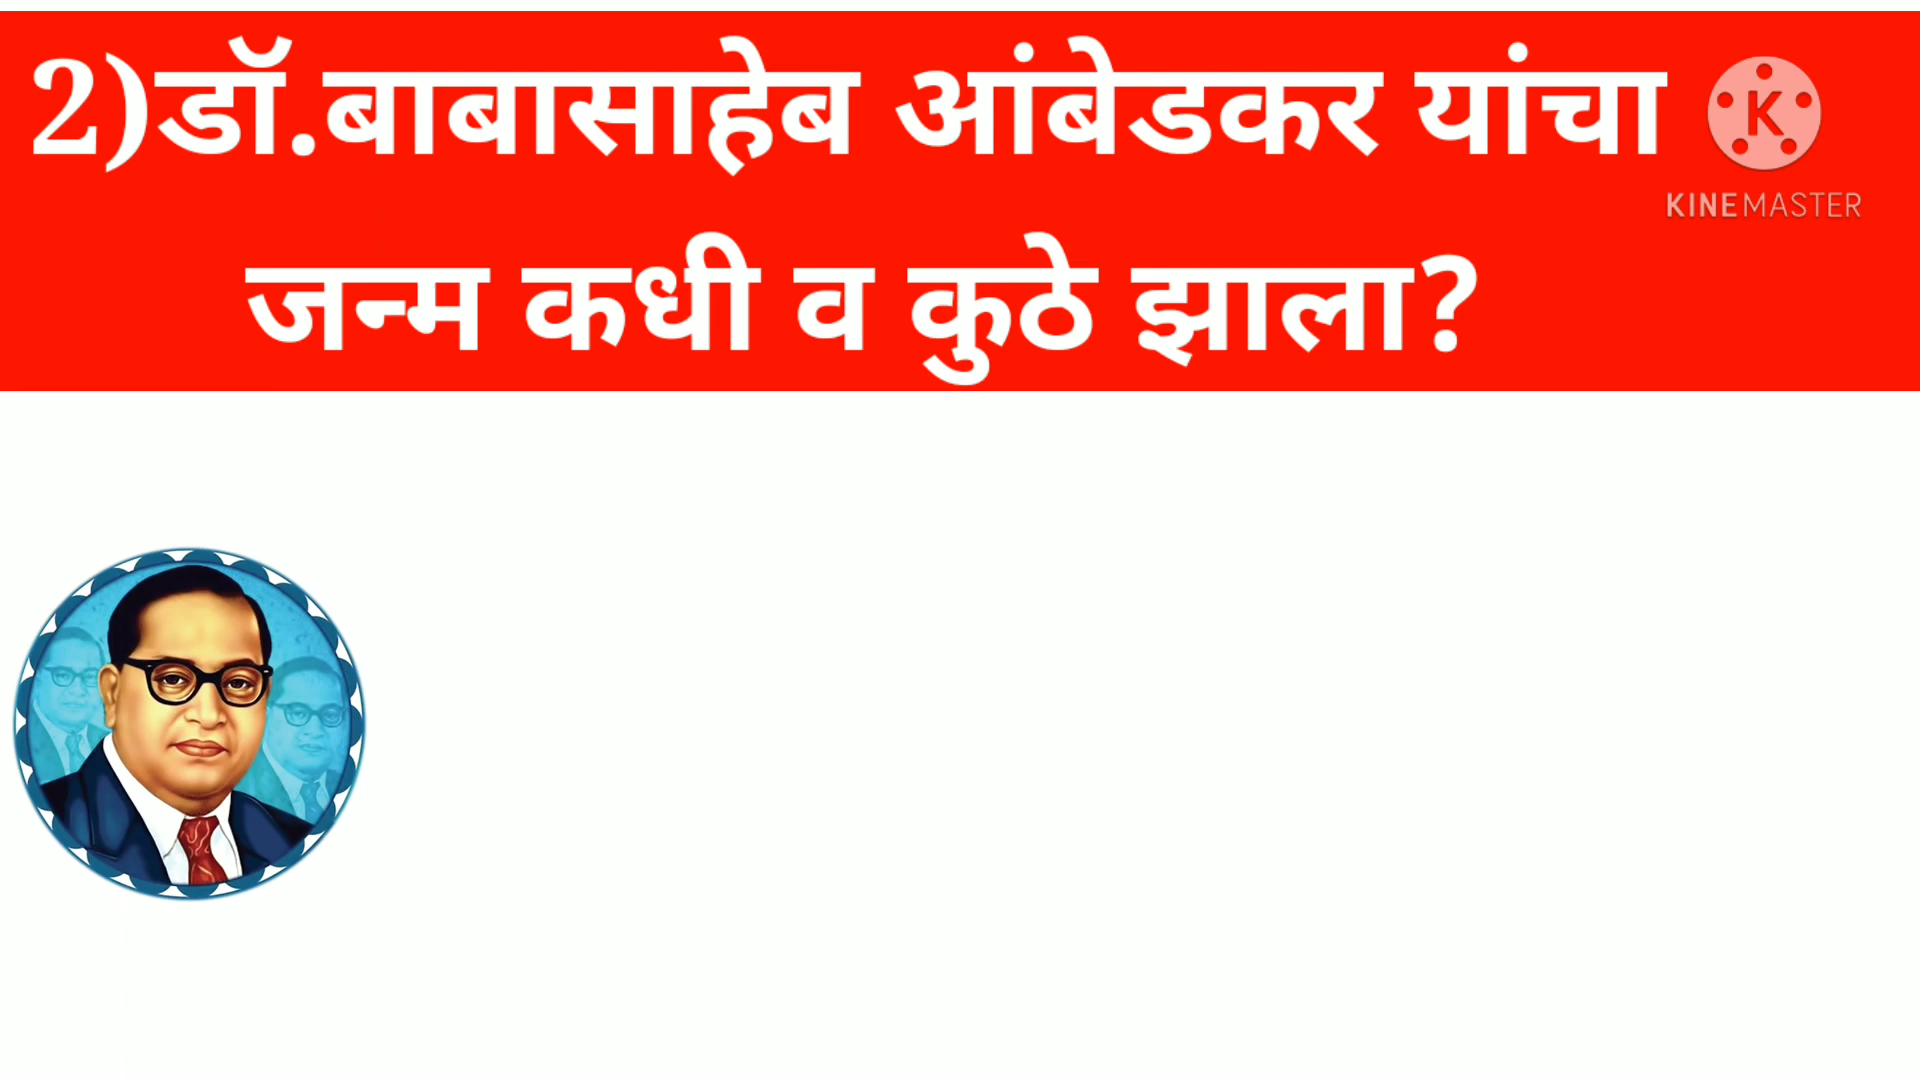 2)डॉ.बाबासाहेब आंबेडकर यांचा
जन्म कधी व कुठे झाला?
K
KINEMASTER